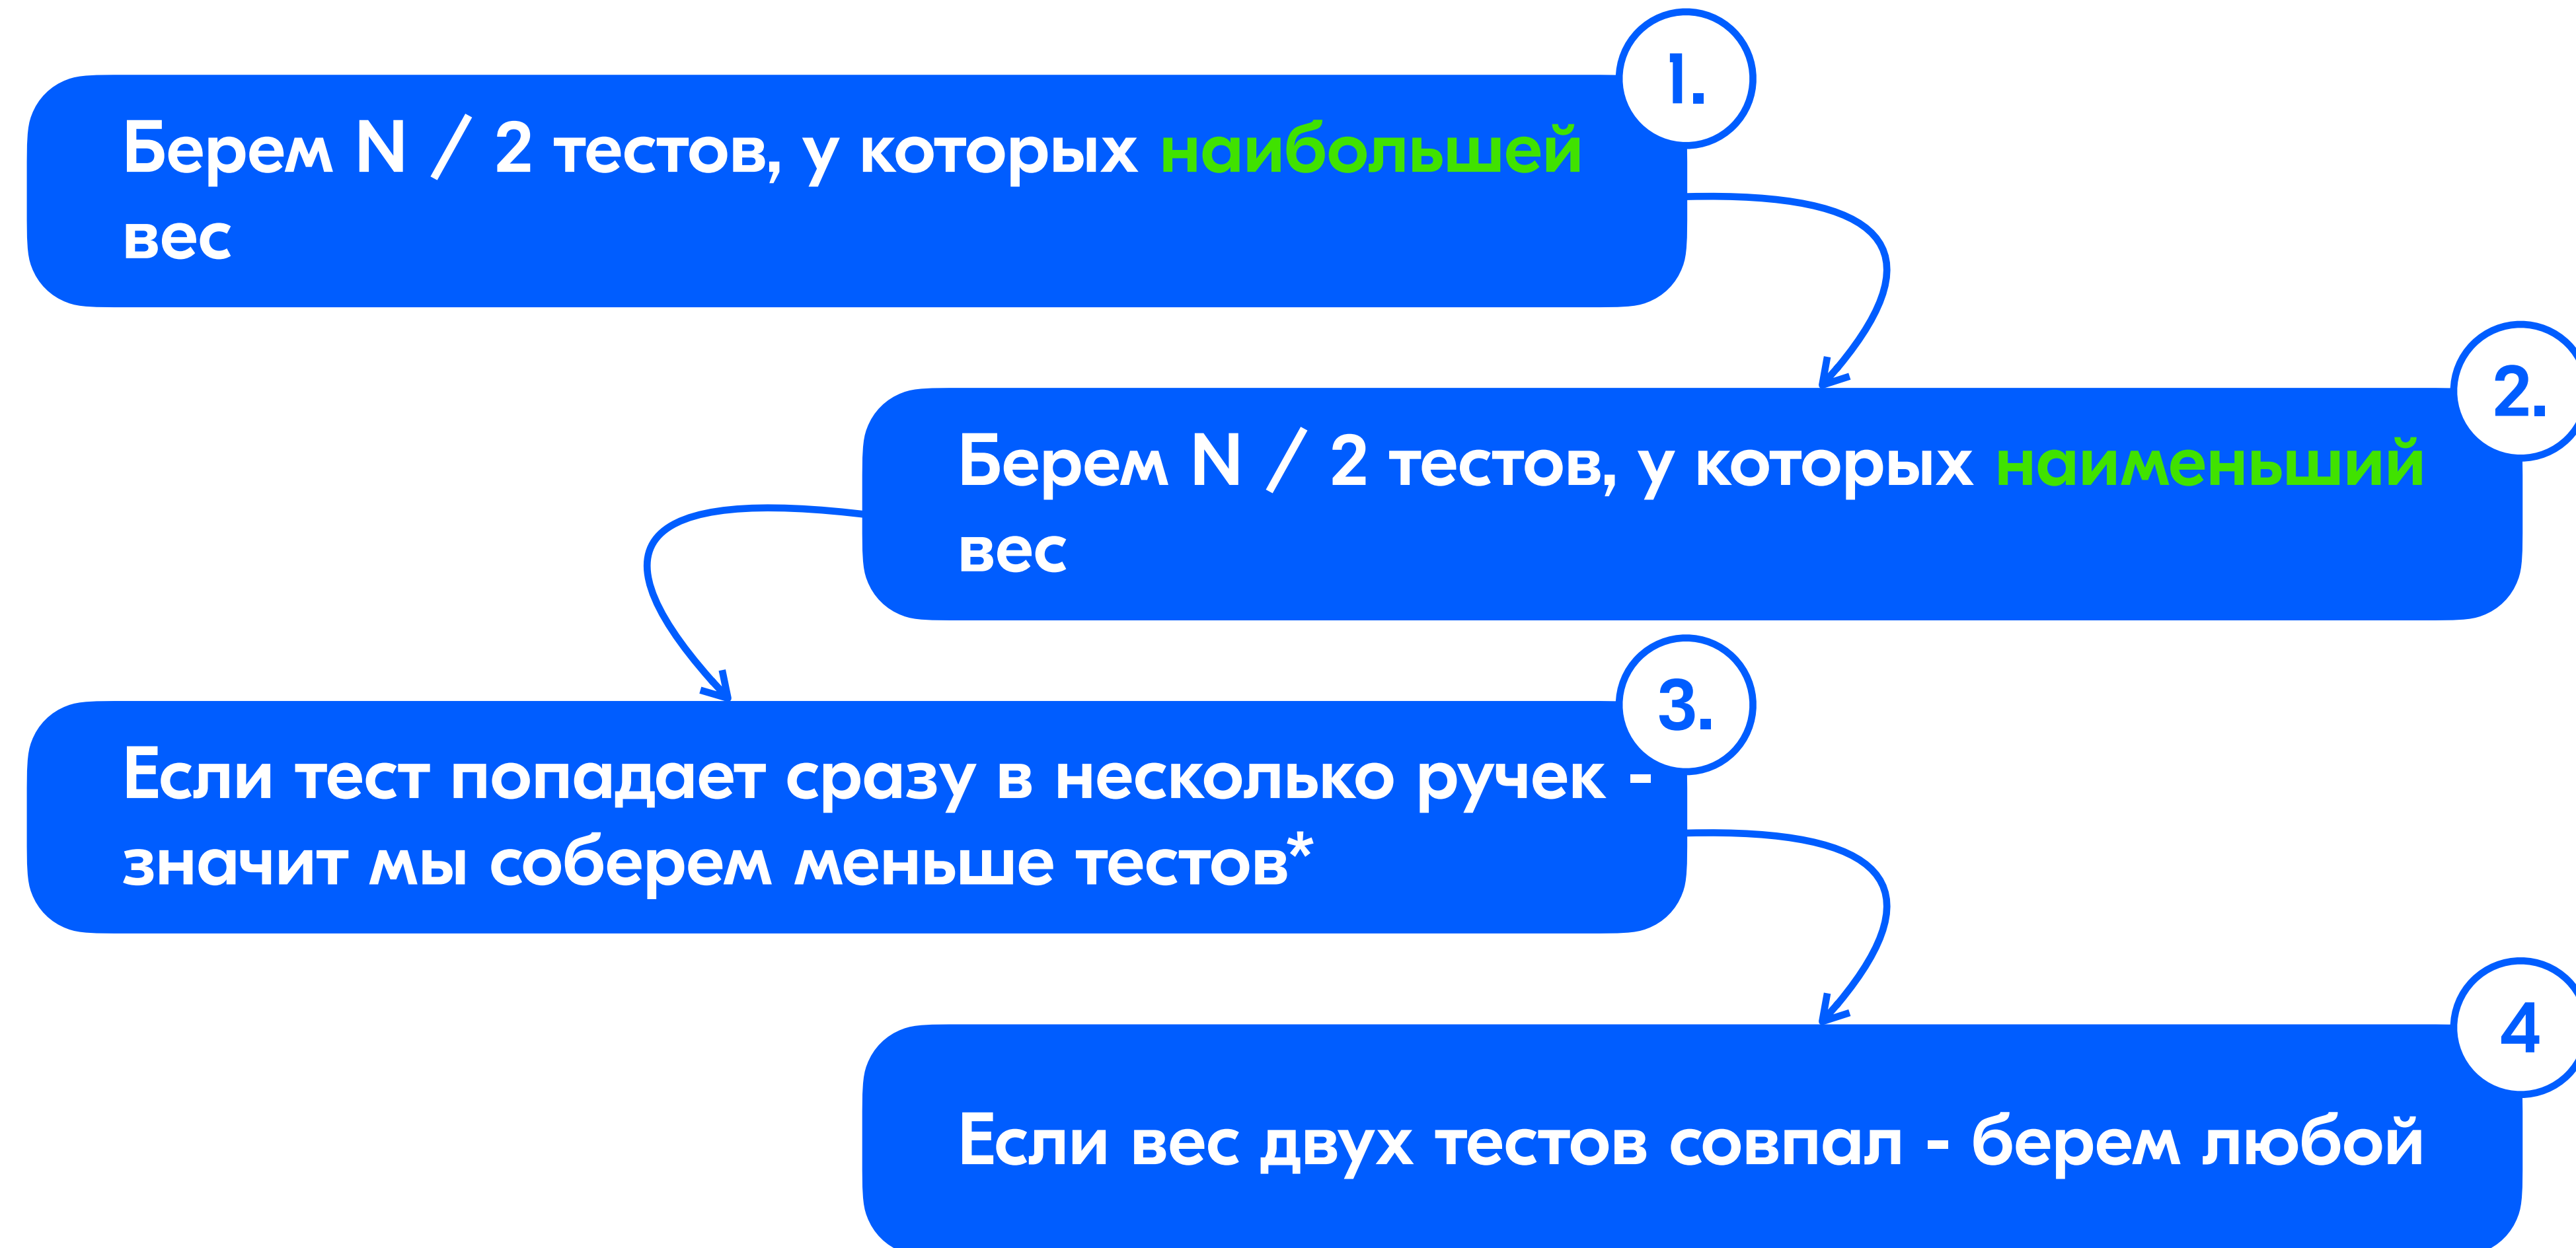 1.
Берем N / 2 тестов, у которых наибольшей
вес
2.
Берем N / 2 тестов, у которых наименьший
вес
3.
Если тест попадает сразу в несколько ручек -
значит мы соберем меньше тестов*
4
Если вес двух тестов совпал - берем любой